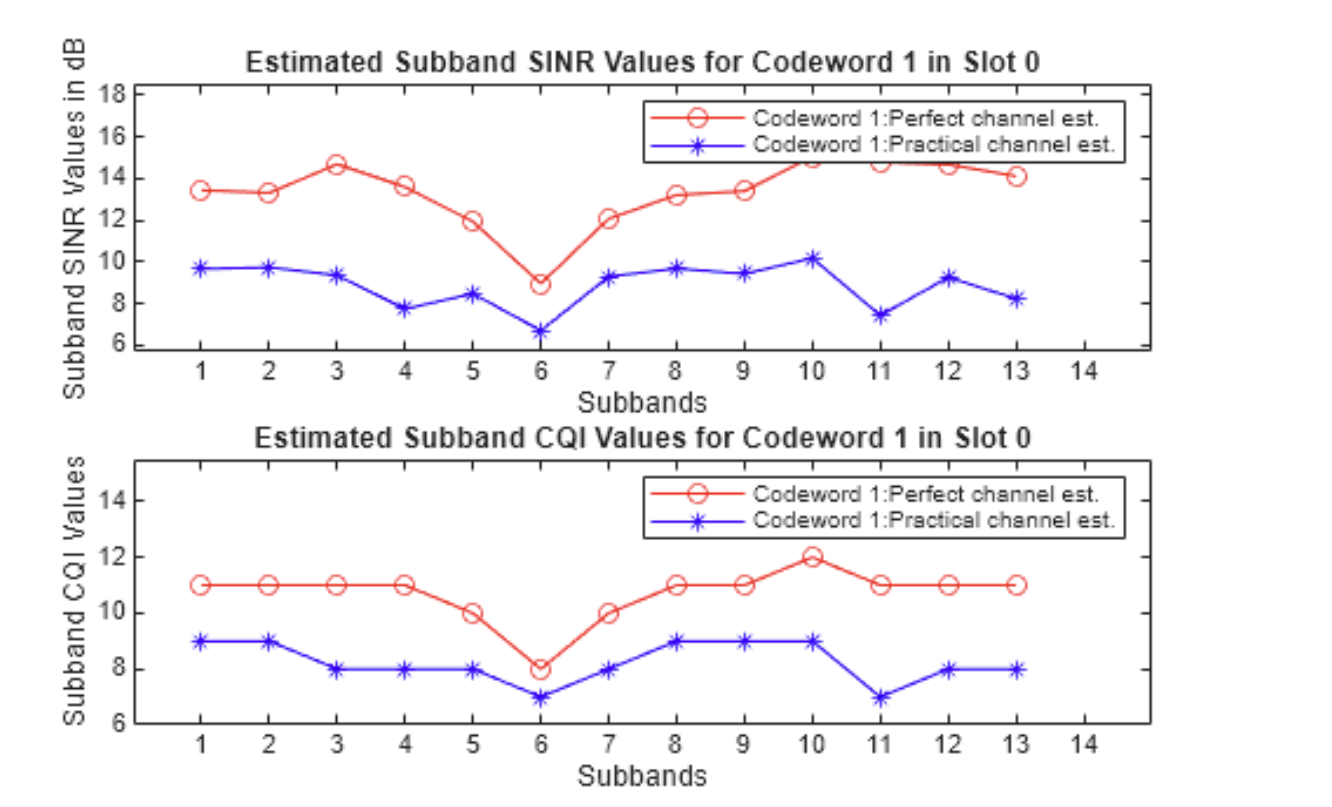 Estimated Subband SINR Values for Codeword 1 in Slot 0
Subband SINR Values in dB
18
16
14
12
10
8
6
Codeword 1:Perfect channel est.
Codeword 1:Practical channel est.
1 2 3 4 5 6 7 8 9 10 11 12 13 14
Subbands
Estimated Subband CQI Values for Codeword 1 in Slot 0
Subband CQI Values
14
12
10
8
6
Codeword 1:Perfect channel est.
Codeword 1:Practical channel est.
1 2 3 4 5 6 7 8 9 10 11 12 13 14
Subbands